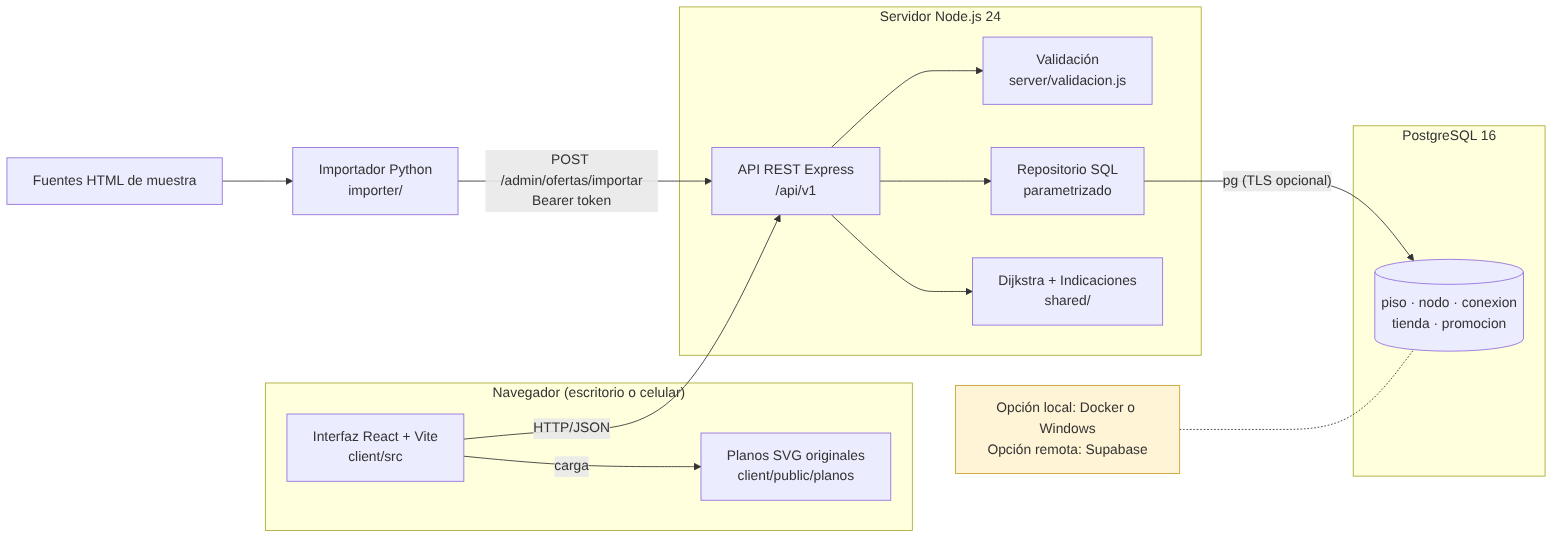 Servidor Node.js 24
Validación
server/validacion.js
PostgreSQL 16
Fuentes HTML de muestra
Importador Python
importer/
POST
/admin/ofertas/importar
Bearer token
API REST Express
/api/v1
Repositorio SQL
parametrizado
pg (TLS opcional)
Dijkstra + Indicaciones
shared/
piso · nodo · conexion
tienda · promocion
Navegador (escritorio o celular)
Interfaz React + Vite
client/src
HTTP/JSON
carga
Planos SVG originales
client/public/planos
Opción local: Docker o
Windows
Opción remota: Supabase